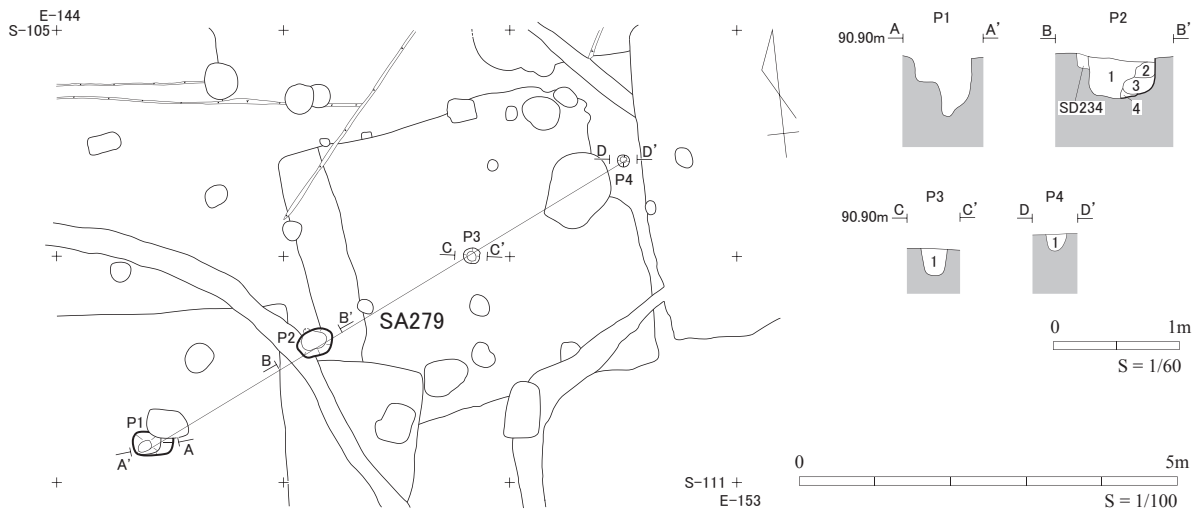 E-144
S-105
D D'
P4
P3
C C'
B'
SA279
P2
B
P1
A
A'
S-111
E-153
P1
90.90m A A'
P2
B B'
1
2
3
4
SD234
P3
90.90m C C'
1
P4
D D'
1
0 1m
S = 1/60
0 5m
S = 1/100